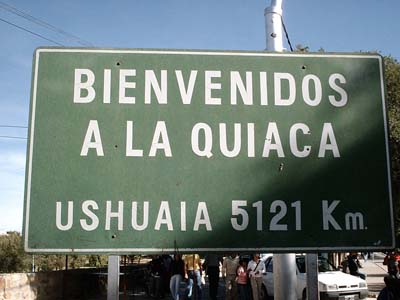 BIENVENIDOS
A LA QUIACA
USHUAIA 5121 Km.